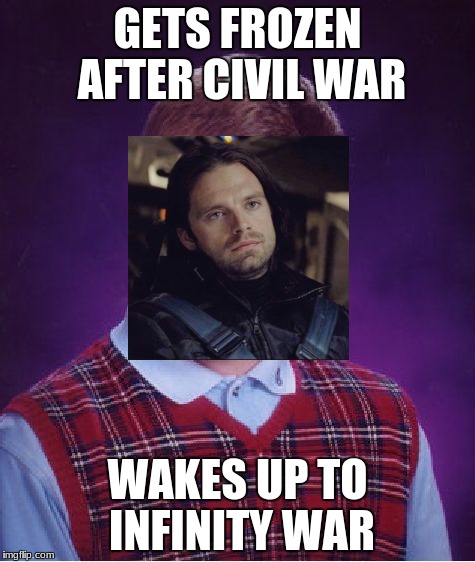 GETS FROZEN
AFTER CIVIL WAR
WAKES UP TO
INFINITY WAR
imgflip.com